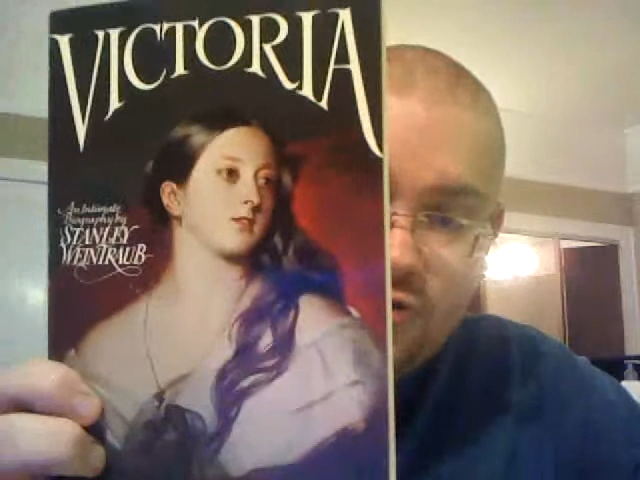 VICTORIA
An Intimate
Biography by
STANLEY
WEINTRAUB